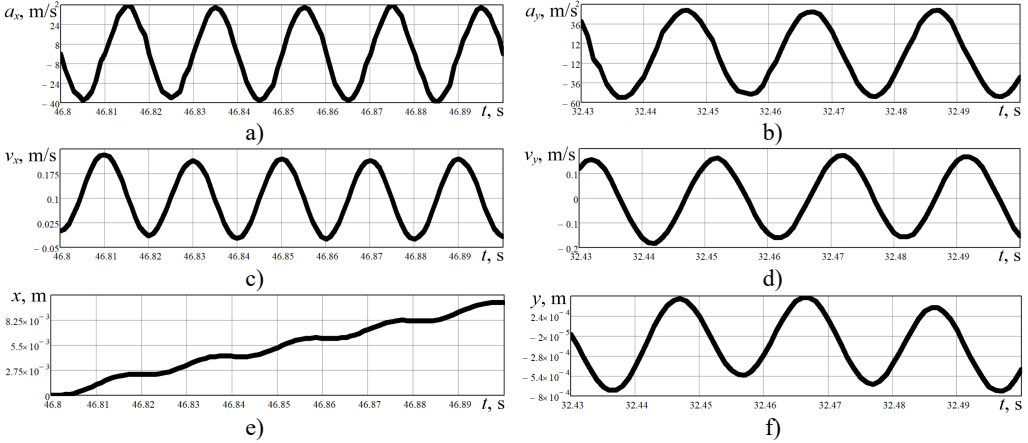 aₓ, m/s²
24
8
− 8
− 24
− 40
46.8 46.81 46.82 46.83 46.84 46.85 46.86 46.87 46.88 46.89 t, s
a)
a_y, m/s²
36
12
− 12
− 36
− 60
32.43 32.44 32.45 32.46 32.47 32.48 32.49 t, s
b)
vₓ, m/s
0.175
0.1
0.025
− 0.05
46.8 46.81 46.82 46.83 46.84 46.85 46.86 46.87 46.88 46.89 t, s
c)
v_y, m/s
0.1
0
− 0.1
− 0.2
32.43 32.44 32.45 32.46 32.47 32.48 32.49 t, s
d)
x, m
8.25×10⁻³
5.5×10⁻³
2.75×10⁻³
0
46.8 46.81 46.82 46.83 46.84 46.85 46.86 46.87 46.88 46.89 t, s
e)
y, m
2.4×10⁻⁴
− 2×10⁻⁵
− 2.8×10⁻⁴
− 5.4×10⁻⁴
− 8×10⁻⁴
32.43 32.44 32.45 32.46 32.47 32.48 32.49 t, s
f)